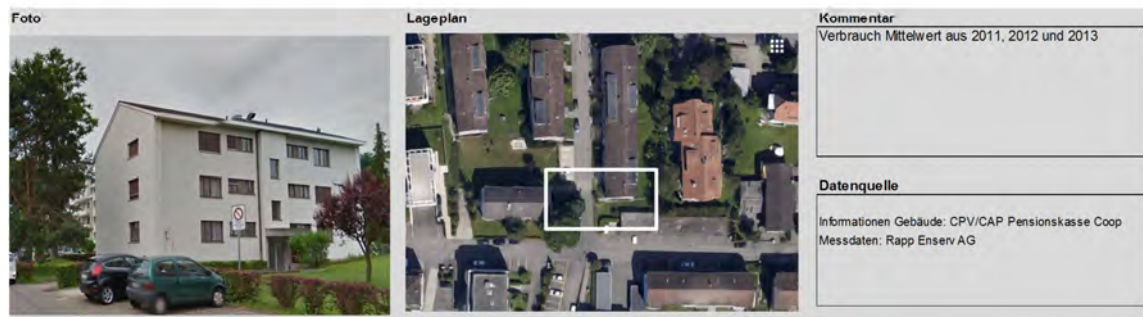 Foto
Lageplan
Kommentar
Verbrauch Mittelwert aus 2011, 2012 und 2013
Datenquelle
Informationen Gebäude: CPV/CAP Pensionskasse Coop
Messdaten: Rapp Enserv AG